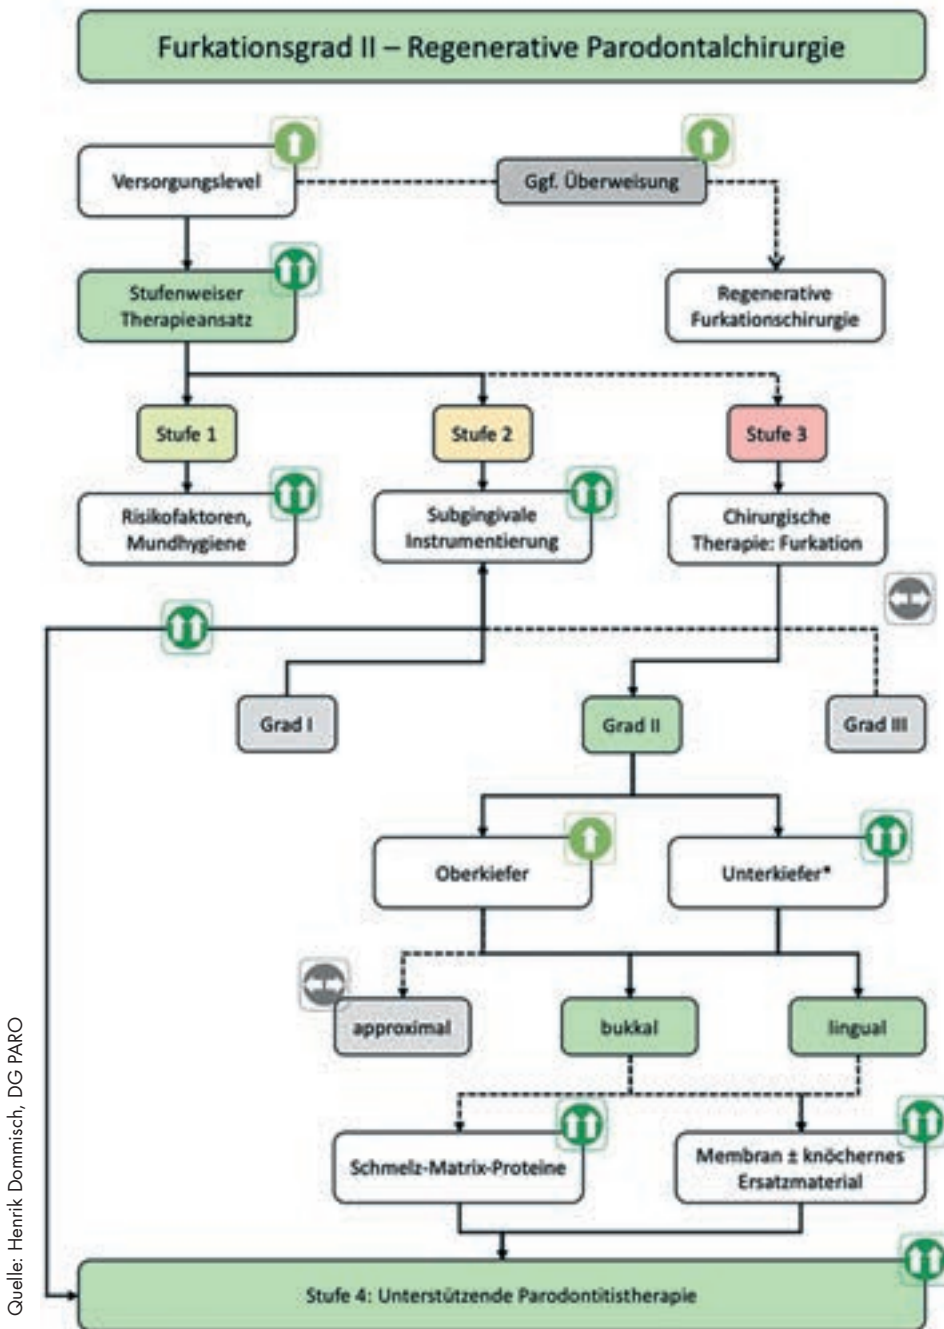 Furkationsgrad II – Regenerative Parodontalchirurgie
Versorgungslevel
Ggf. Überweisung
Stufenweiser
Therapieansatz
Regenerative
Furkationschirurgie
Stufe 1
Stufe 2
Stufe 3
Risikofaktoren,
Mundhygiene
Subgingivale
Instrumentierung
Chirurgische
Therapie: Furkation
Grad I
Grad II
Grad III
Oberkiefer
Unterkiefer*
approximal
bukkal
lingual
Schmelz-Matrix-Proteine
Membran ± knöchernes
Ersatzmaterial
Stufe 4: Unterstützende Parodontitistherapie
Quelle: Henrik Dommisch, DG PARO